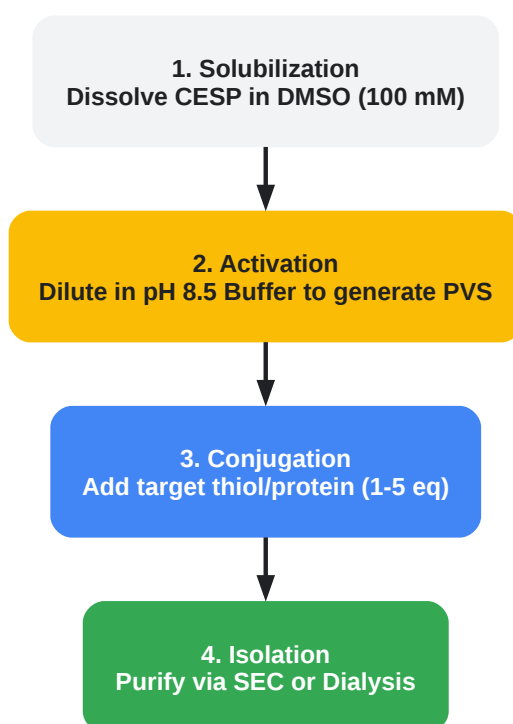 1. Solubilization
Dissolve CESP in DMSO (100 mM)
2. Activation
Dilute in pH 8.5 Buffer to generate PVS
3. Conjugation
Add target thiol/protein (1-5 eq)
4. Isolation
Purify via SEC or Dialysis